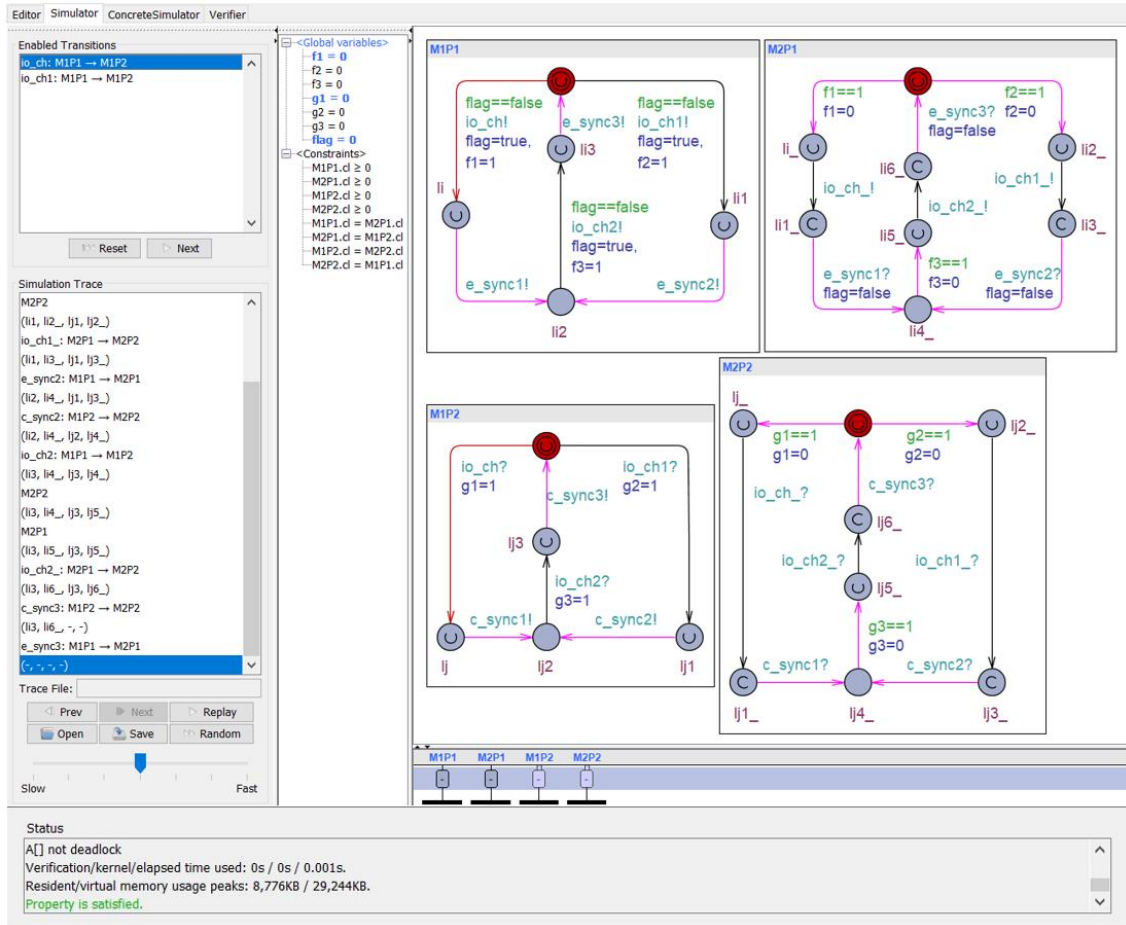 Editor Simulator ConcreteSimulator Verifier
Enabled Transitions
io_ch: M1P1 → M1P2
io_ch1: M1P1 → M1P2
Reset Next
Simulation Trace
M2P2
(li1, li2_, lj1, lj2_)
io_ch1_: M2P1 → M2P2
(li1, li3_, lj1, lj3_)
e_sync2: M1P1 → M2P1
(li2, li4_, lj1, lj3_)
c_sync2: M1P2 → M2P2
(li2, li4_, lj2, lj4_)
io_ch2: M1P1 → M1P2
(li3, li4_, lj3, lj4_)
M2P2
(li3, li4_, lj3, lj5_)
M2P1
(li3, li5_, lj3, lj5_)
io_ch2_: M2P1 → M2P2
(li3, li6_, lj3, lj6_)
c_sync3: M1P2 → M2P2
(li3, li6_, -, -)
e_sync3: M1P1 → M2P1
(-, -, -, -)
Trace File:
Prev Next Replay
Open Save Random
Slow Fast
<Global variables>
f1 = 0
f2 = 0
f3 = 0
g1 = 0
g2 = 0
g3 = 0
flag = 0
<Constraints>
M1P1.cl ≥ 0
M2P1.cl ≥ 0
M1P2.cl ≥ 0
M2P2.cl ≥ 0
M1P1.cl = M2P1.cl
M2P1.cl = M1P2.cl
M1P2.cl = M2P2.cl
M2P2.cl = M1P1.cl
M1P1
flag==false
io_ch!
flag=true,
f1=1
e_sync3!
flag==false
io_ch1!
flag=true,
f2=1
li3
li
li1
flag==false
io_ch2!
flag=true,
f3=1
e_sync1!
e_sync2!
li2
M2P1
f1==1
f1=0
e_sync3?
flag=false
f2==1
f2=0
li_
li6_
li2_
io_ch_!
io_ch2_!
io_ch1_!
li1_
li5_
li3_
e_sync1?
flag=false
f3==1
f3=0
e_sync2?
flag=false
li4_
M1P2
io_ch?
g1=1
c_sync3!
io_ch1?
g2=1
lj3
io_ch2?
g3=1
c_sync1!
c_sync2!
lj
lj2
lj1
M2P2
lj_
lj2_
g1==1
g1=0
g2==1
g2=0
c_sync3?
io_ch_?
lj6_
io_ch2_?
io_ch1_?
lj5_
g3==1
g3=0
c_sync1?
c_sync2?
lj1_
lj4_
lj3_
M1P1 M2P1 M1P2 M2P2
- - - -
Status
A[] not deadlock
Verification/kernel/elapsed time used: 0s / 0s / 0.001s.
Resident/virtual memory usage peaks: 8,776KB / 29,244KB.
Property is satisfied.